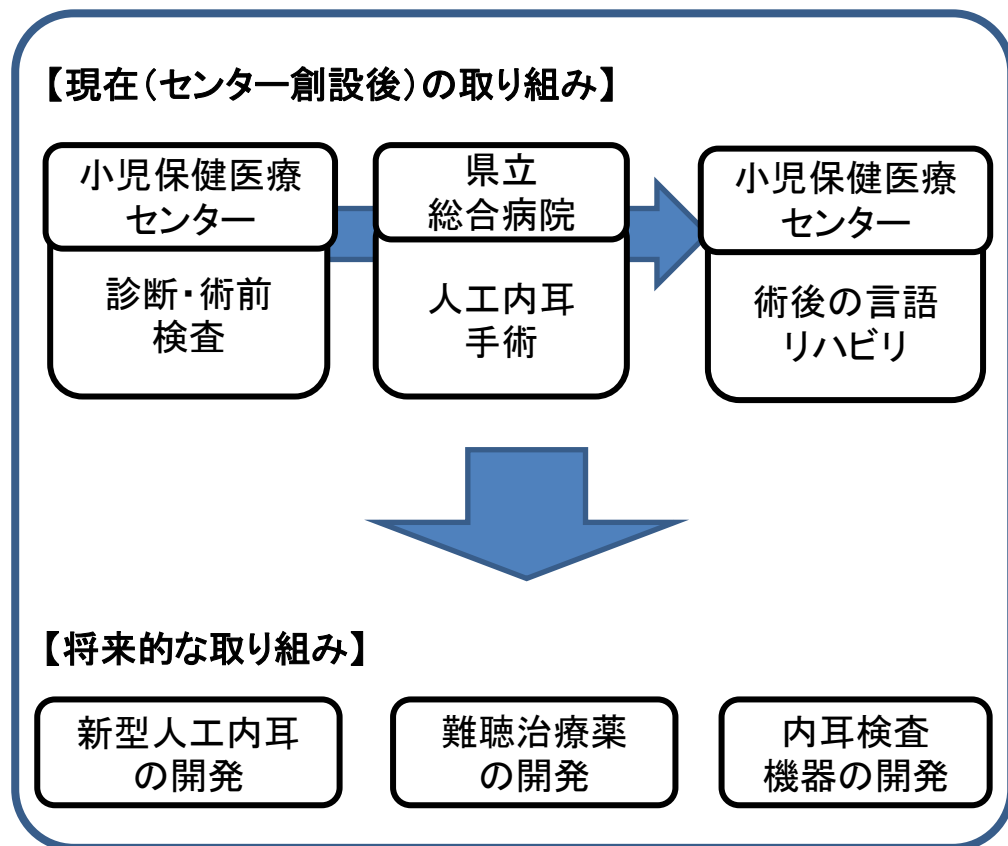 【現在(センター創設後)の取り組み】
小児保健医療
センター
診断・術前
検査
県立
総合病院
人工内耳
手術
小児保健医療
センター
術後の言語
リハビリ
【将来的な取り組み】
新型人工内耳
の開発
難聴治療薬
の開発
内耳検査
機器の開発